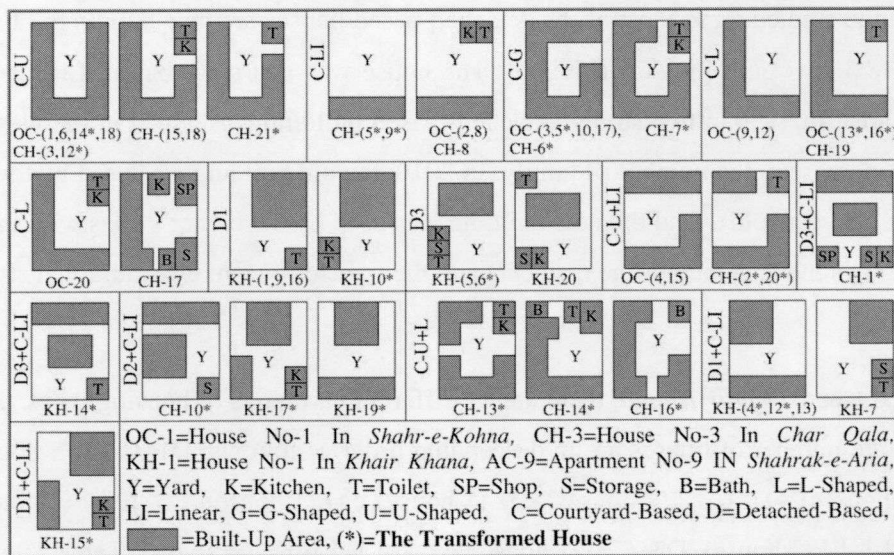 C-U Y Y T K Y T C-LI Y K T Y C-G Y T K Y C-L Y T Y
OC-(1,6,14*,18) CH-(15,18) CH-21* CH-(5*,9*) OC-(2,8) OC-(3,5*,10,17), CH-7* OC-(9,12) OC-(13*,16*)
CH-(3,12*) CH-8 CH-6* CH-19
C-L T K Y K SP Y B S D1 Y T K T Y D3 K S T Y T Y S K C-L+LI Y T Y D3+C-LI SP Y S K
OC-20 CH-17 KH-(1,9,16) KH-10* KH-(5,6*) KH-20 OC-(4,15) CH-(2*,20*) CH-1*
D3+C-LI Y T D2+C-LI Y S Y K T Y C-U+L T K Y B T K Y B Y D1+C-LI Y Y S T
KH-14* CH-10* KH-17* KH-19* CH-13* CH-14* CH-16* KH-(4*,12*,13) KH-7
D1+C-LI Y K T
KH-15*
OC-1=House No-1 In Shahr-e-Kohna, CH-3=House No-3 In Char Qala,
KH-1=House No-1 In Khair Khana, AC-9=Apartment No-9 IN Shahrak-e-Aria,
Y=Yard, K=Kitchen, T=Toilet, SP=Shop, S=Storage, B=Bath, L=L-Shaped,
LI=Linear, G=G-Shaped, U=U-Shaped, C=Courtyard-Based, D=Detached-Based,
=Built-Up Area, (*)=The Transformed House